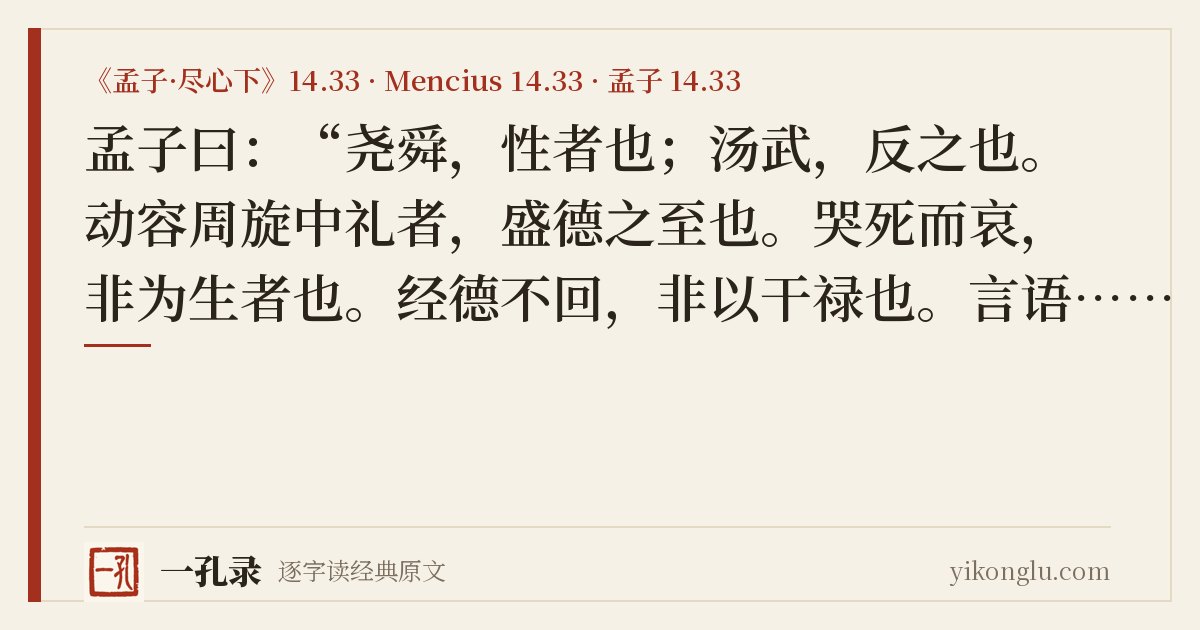 《孟子·尽心下》14.33 · Mencius 14.33 · 孟子 14.33
孟子曰：“尧舜，性者也；汤武，反之也。
动容周旋中礼者，盛德之至也。哭死而哀，
非为生者也。经德不回，非以干禄也。言语……
一孔
一孔录 逐字读经典原文
yikonglu.com